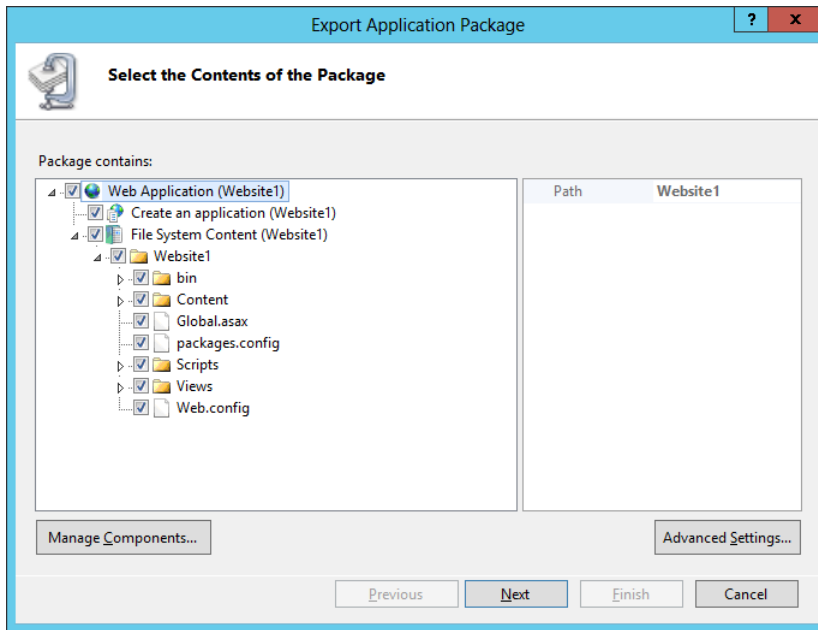 Export Application Package
?
x
Select the Contents of the Package
Package contains:
Web Application (Website1)
Create an application (Website1)
File System Content (Website1)
Website1
bin
Content
Global.asax
packages.config
Scripts
Views
Web.config
Path Website1
Manage Components...
Advanced Settings...
Previous Next Finish Cancel